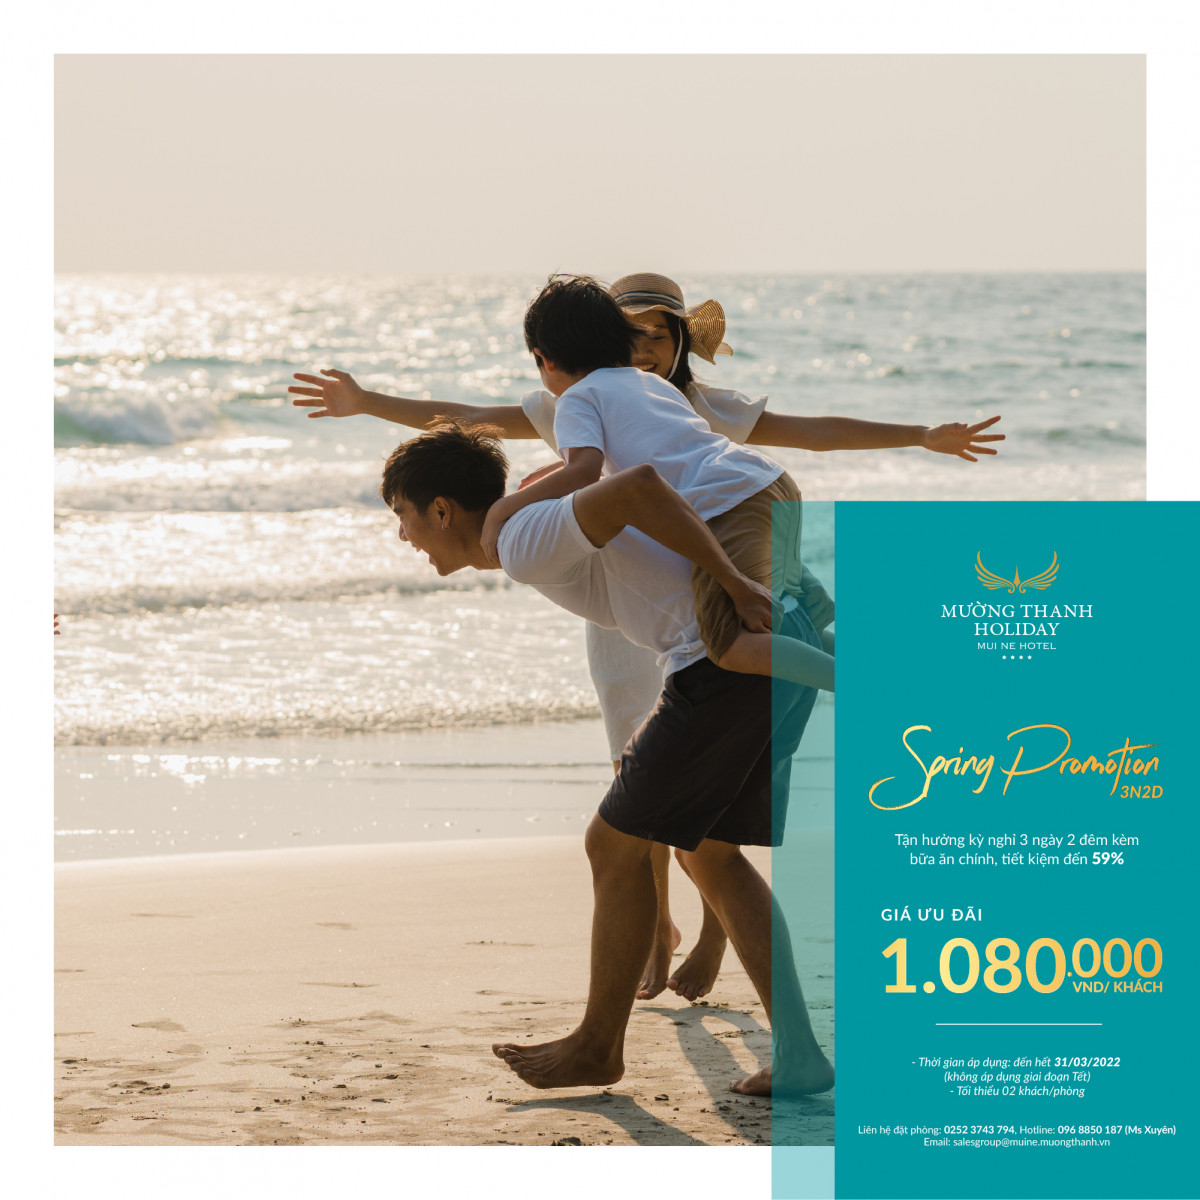 MƯỜNG THANH
HOLIDAY
MUI NE HOTEL
Spring Promotion
3N2D
Tận hưởng kỳ nghỉ 3 ngày 2 đêm kèm
bữa ăn chính, tiết kiệm đến 59%
GIÁ ƯU ĐÃI
1.080.000
VND/ KHÁCH
- Thời gian áp dụng: đến hết 31/03/2022
(không áp dụng giai đoạn Tết)
- Tối thiểu 02 khách/phòng
Liên hệ đặt phòng: 0252 3743 794, Hotline: 096 8850 187 (Ms Xuyên)
Email: salesgroup@muine.muongthanh.vn